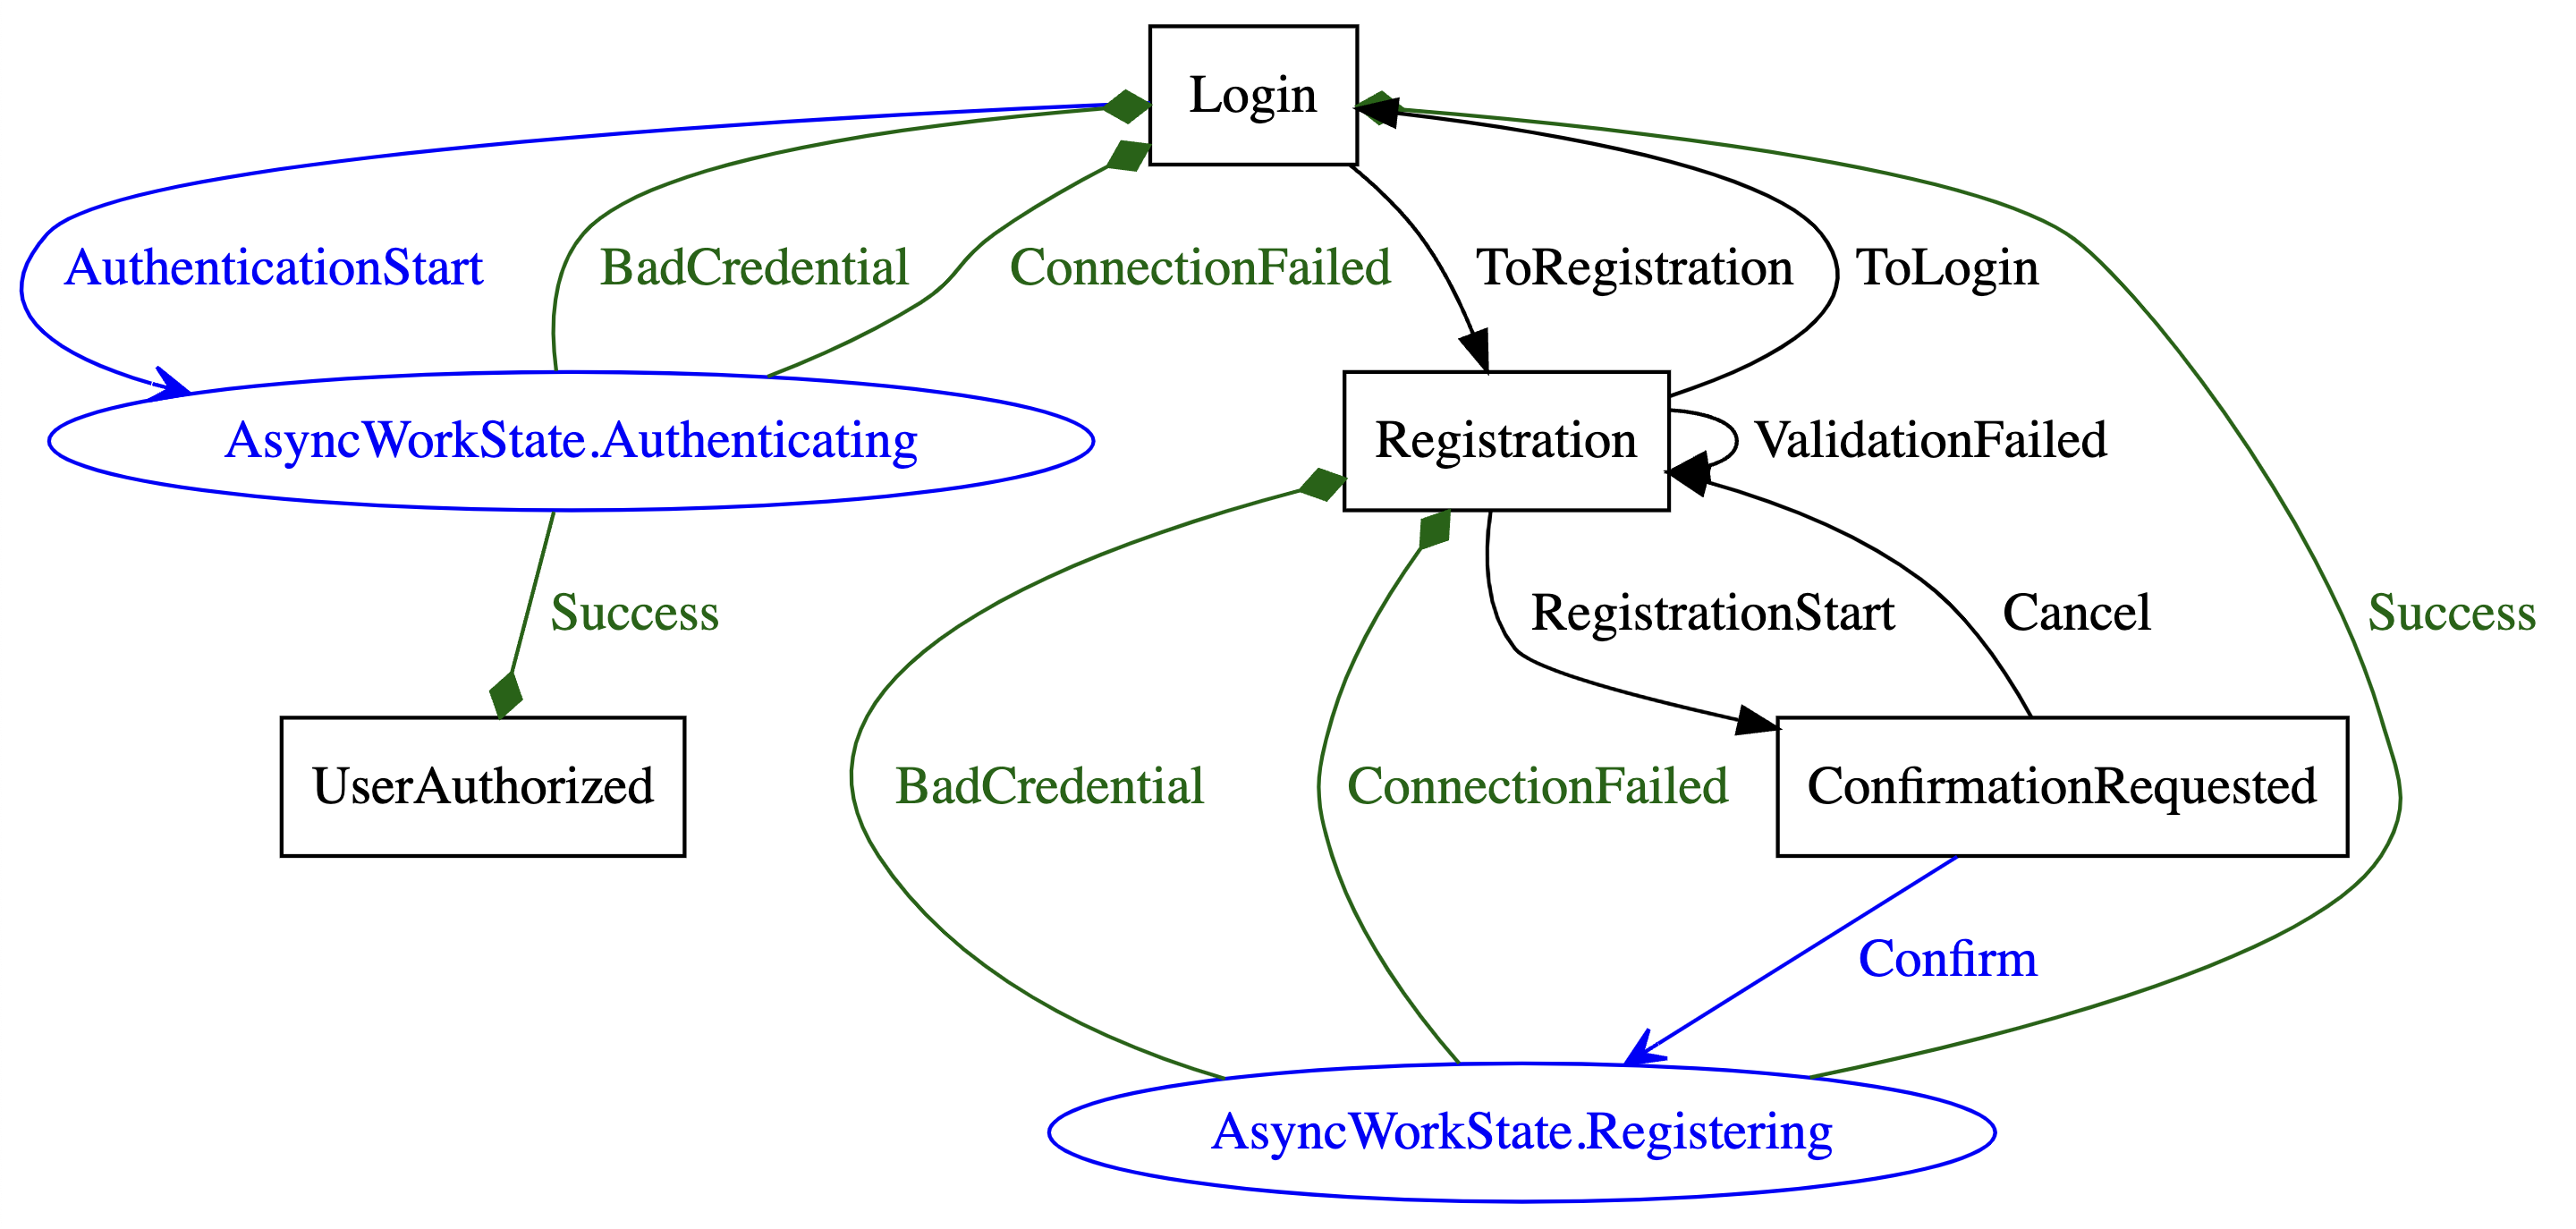 Login
AuthenticationStart
BadCredential
ConnectionFailed
ToRegistration
ToLogin
AsyncWorkState.Authenticating
Registration
ValidationFailed
Success
RegistrationStart
Cancel
Success
UserAuthorized
BadCredential
ConnectionFailed
ConfirmationRequested
Confirm
AsyncWorkState.Registering